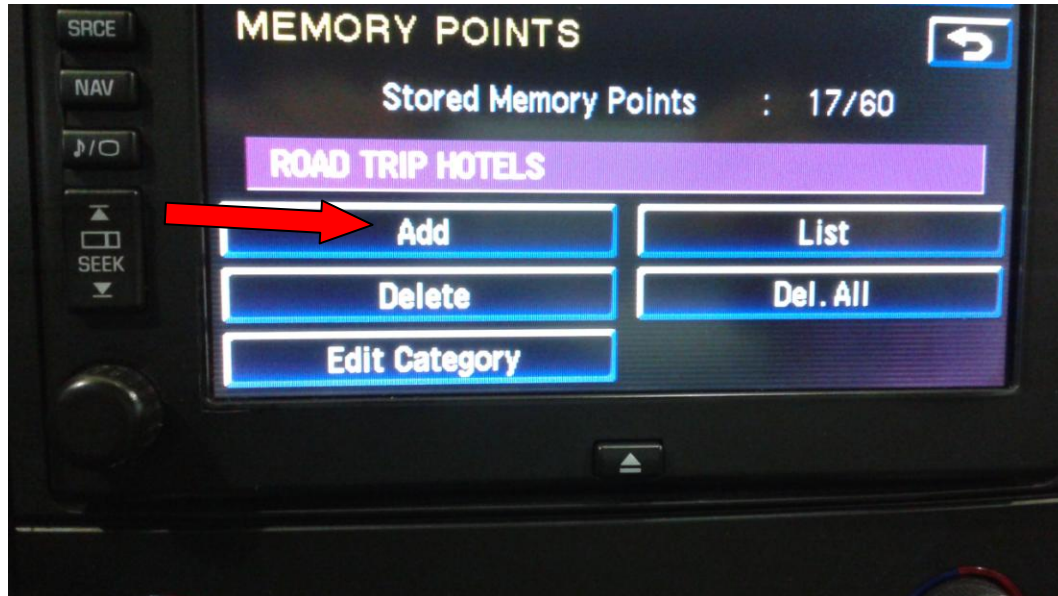 SRCE
NAV
♪/
SEEK
MEMORY POINTS
Stored Memory Points : 17/60
ROAD TRIP HOTELS
Add
List
Delete
Del. All
Edit Category